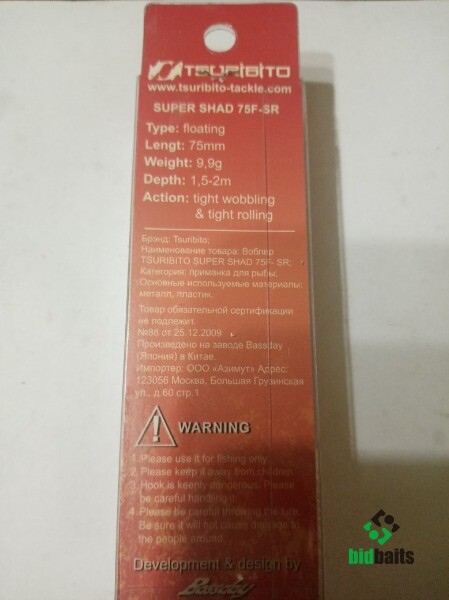 TSURIBITO
www.tsuribito-tackle.com
SUPER SHAD 75F-SR
Type: floating
Lengt: 75mm
Weight: 9,9g
Depth: 1,5-2m
Action: tight wobbling
& tight rolling
Брэнд: Tsuribito;
Наименование товара: Воблер
TSURIBITO SUPER SHAD 75F- SR;
Категория: приманка для рыбы;
Основные используемые материалы:
металл, пластик.
Товар обязательной сертификации
не подлежит.
№88 от 25.12.2009
Произведено на заводе Bassday
(Япония) в Китае.
Импортер: ООО «Азимут» Адрес:
123056 Москва, Большая Грузинская
ул., д.60 стр.1
WARNING
1. Please use it for fishing only.
2. Please keep it away from children.
3. Hook is keenly dangerous. Please
be careful handling it.
4. Please be careful throwing the lure.
Be sure it will not cause damage to
the people around.
Development & design by
Bassday
bidbaits